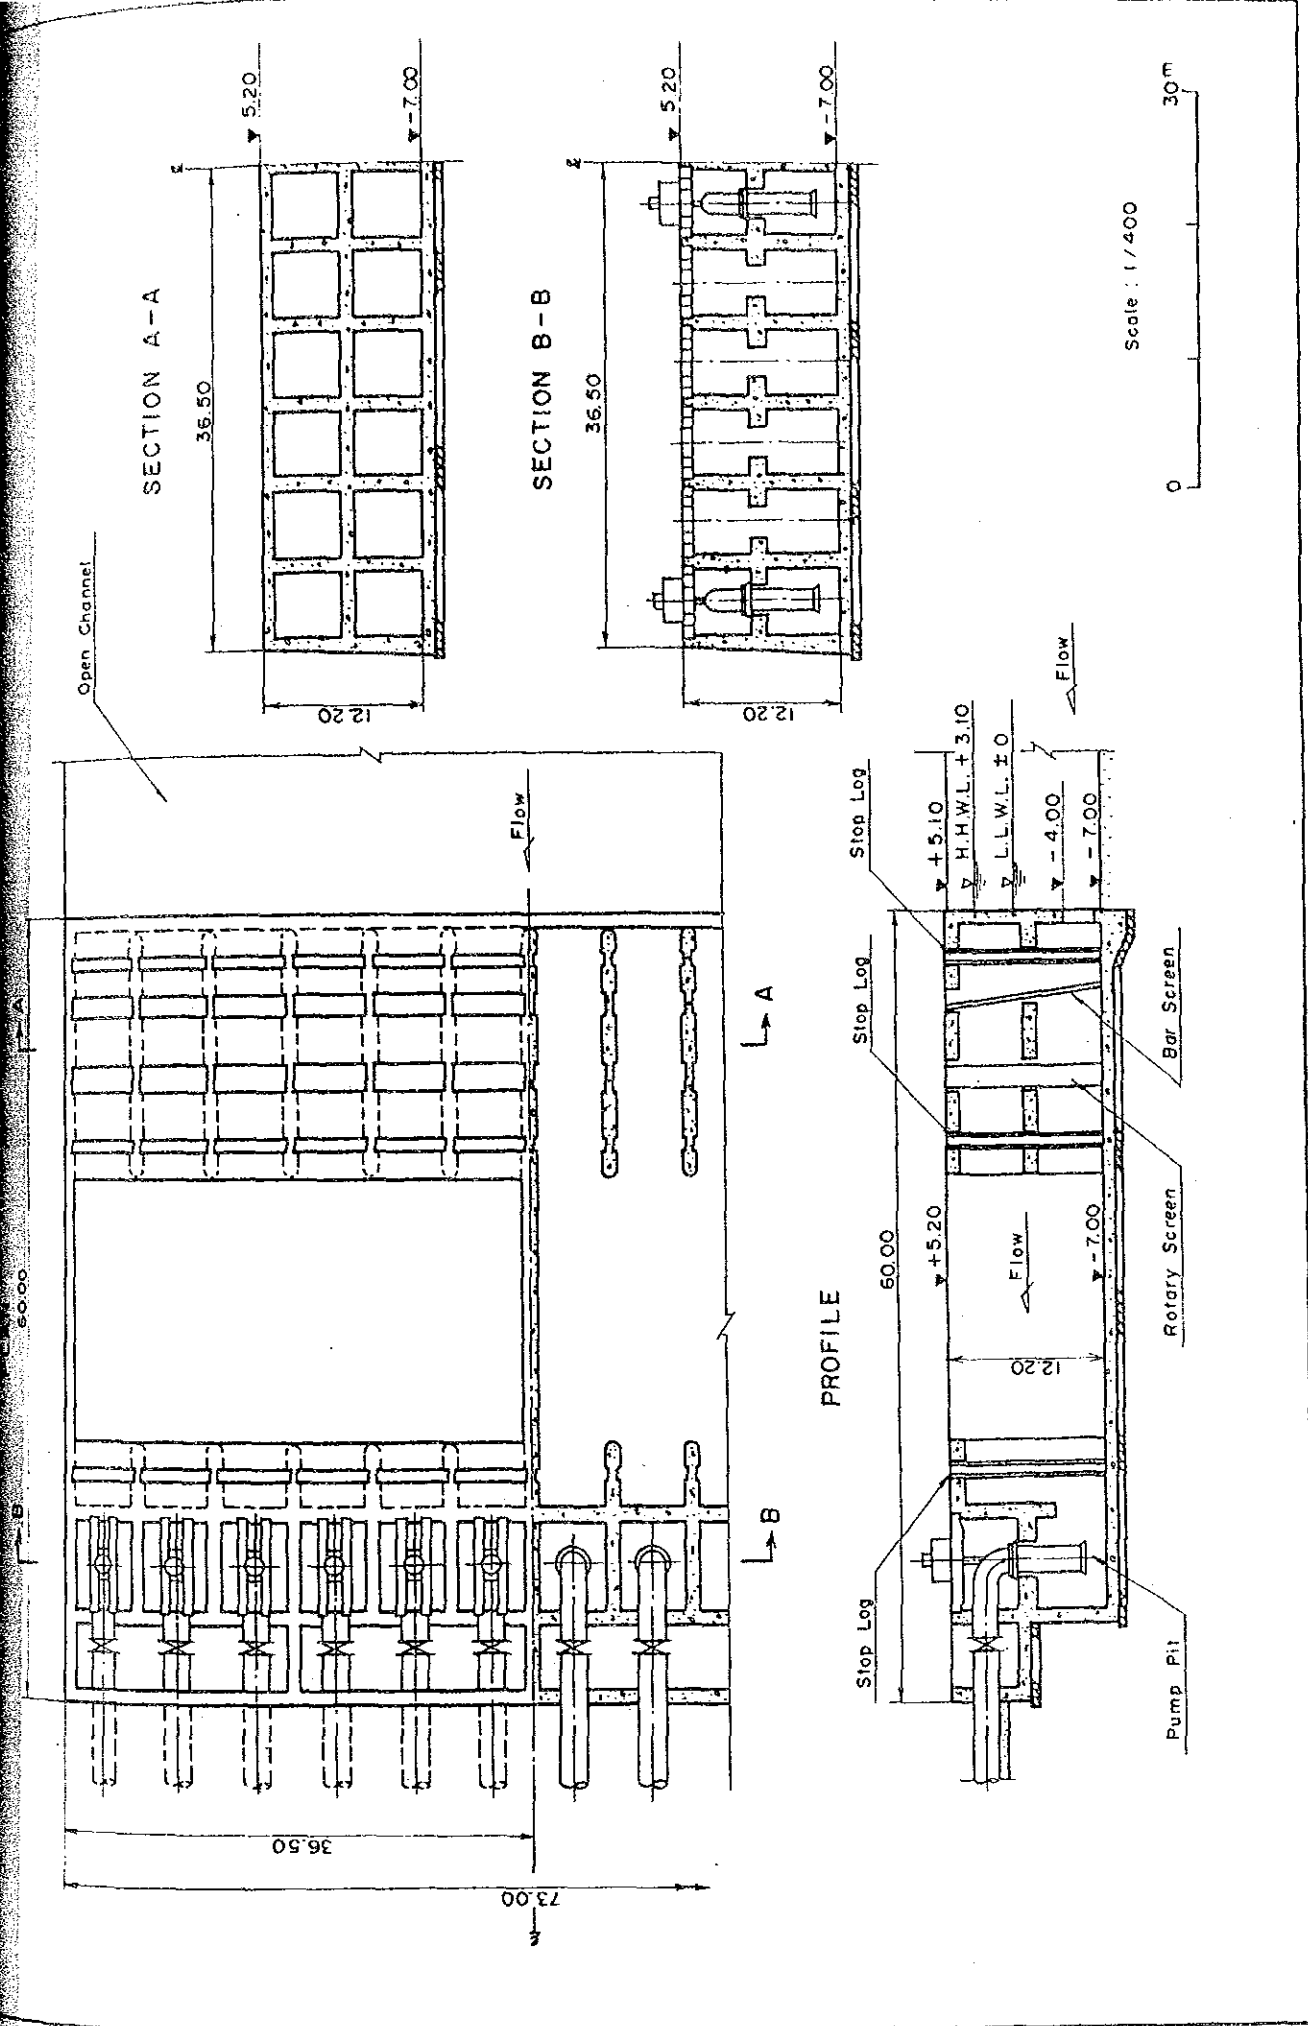 Open Channel
Flow
A
A
B
B
60.00
36.50
73.00
℄
SECTION A-A
36.50
℄
5.20
-7.00
12.20
SECTION B-B
36.50
℄
5.20
-7.00
12.20
PROFILE
60.00
Stop Log
Stop Log
Stop Log
+5.10
H.H.W.L. +3.10
L.L.W.L. ±0
-4.00
-7.00
Flow
+5.20
Flow
-7.00
12.20
Bar Screen
Rotary Screen
Pump Pit
Scale : 1/400
0
30m